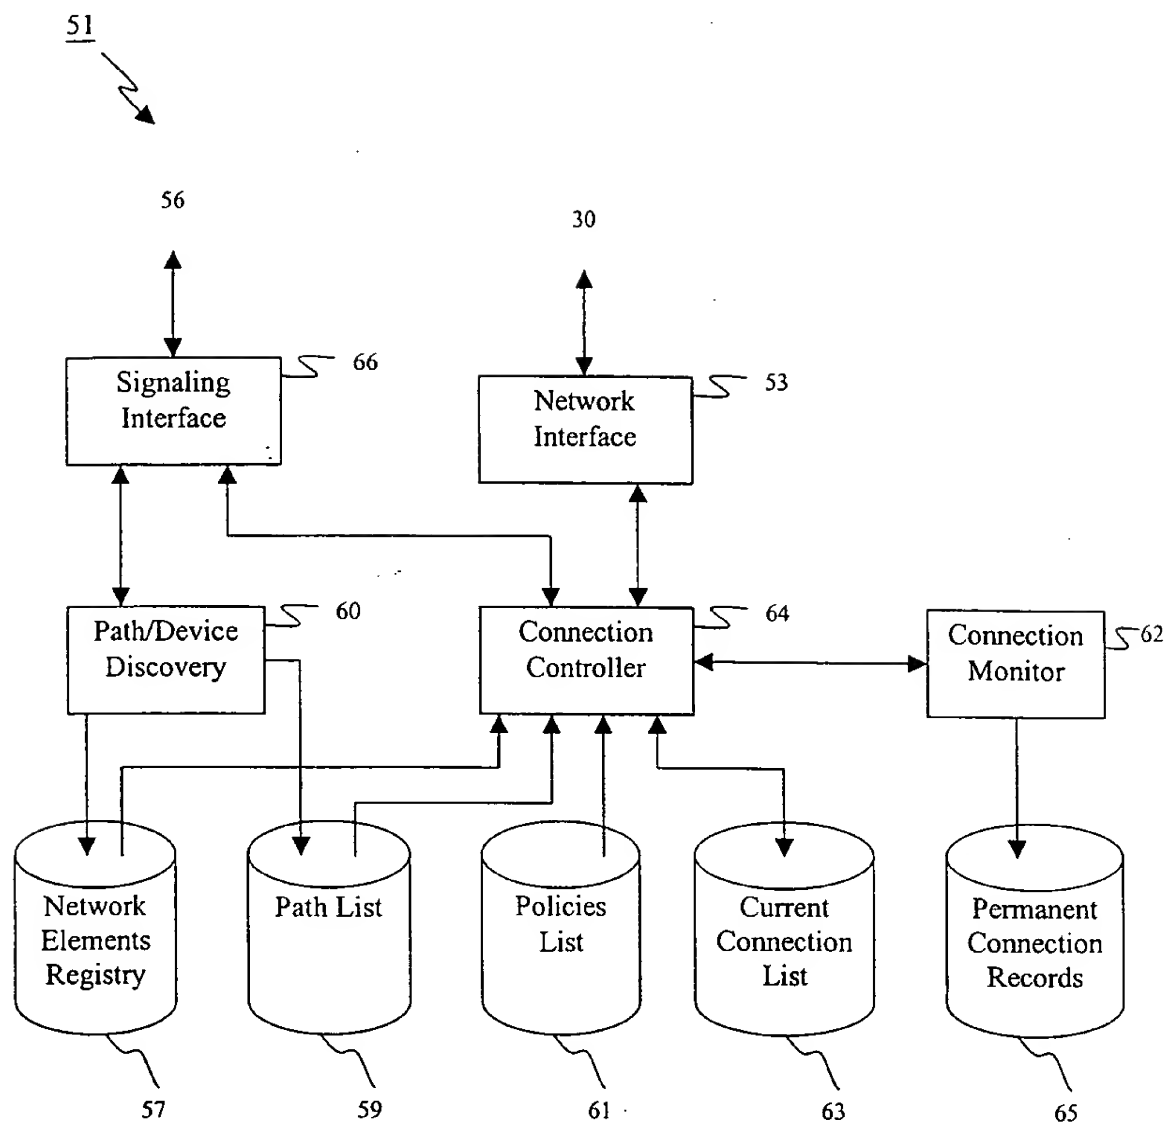 51
56
30
Signaling
Interface
66
Network
Interface
53
Path/Device
Discovery
60
Connection
Controller
64
Connection
Monitor
62
Network
Elements
Registry
Path List
Policies
List
Current
Connection
List
Permanent
Connection
Records
57
59
61
63
65